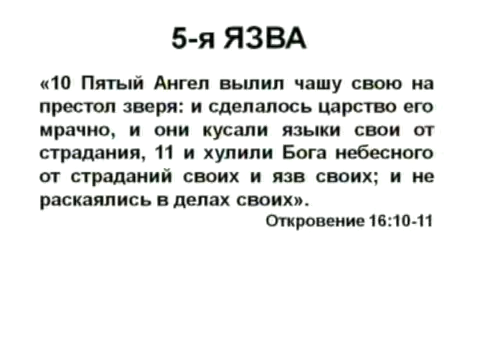 5-я ЯЗВА
«10 Пятый Ангел вылил чашу свою на
престол зверя: и сделалось царство его
мрачно, и они кусали языки свои от
страдания, 11 и хулили Бога небесного
от страданий своих и язв своих; и не
раскаялись в делах своих».
Откровение 16:10-11